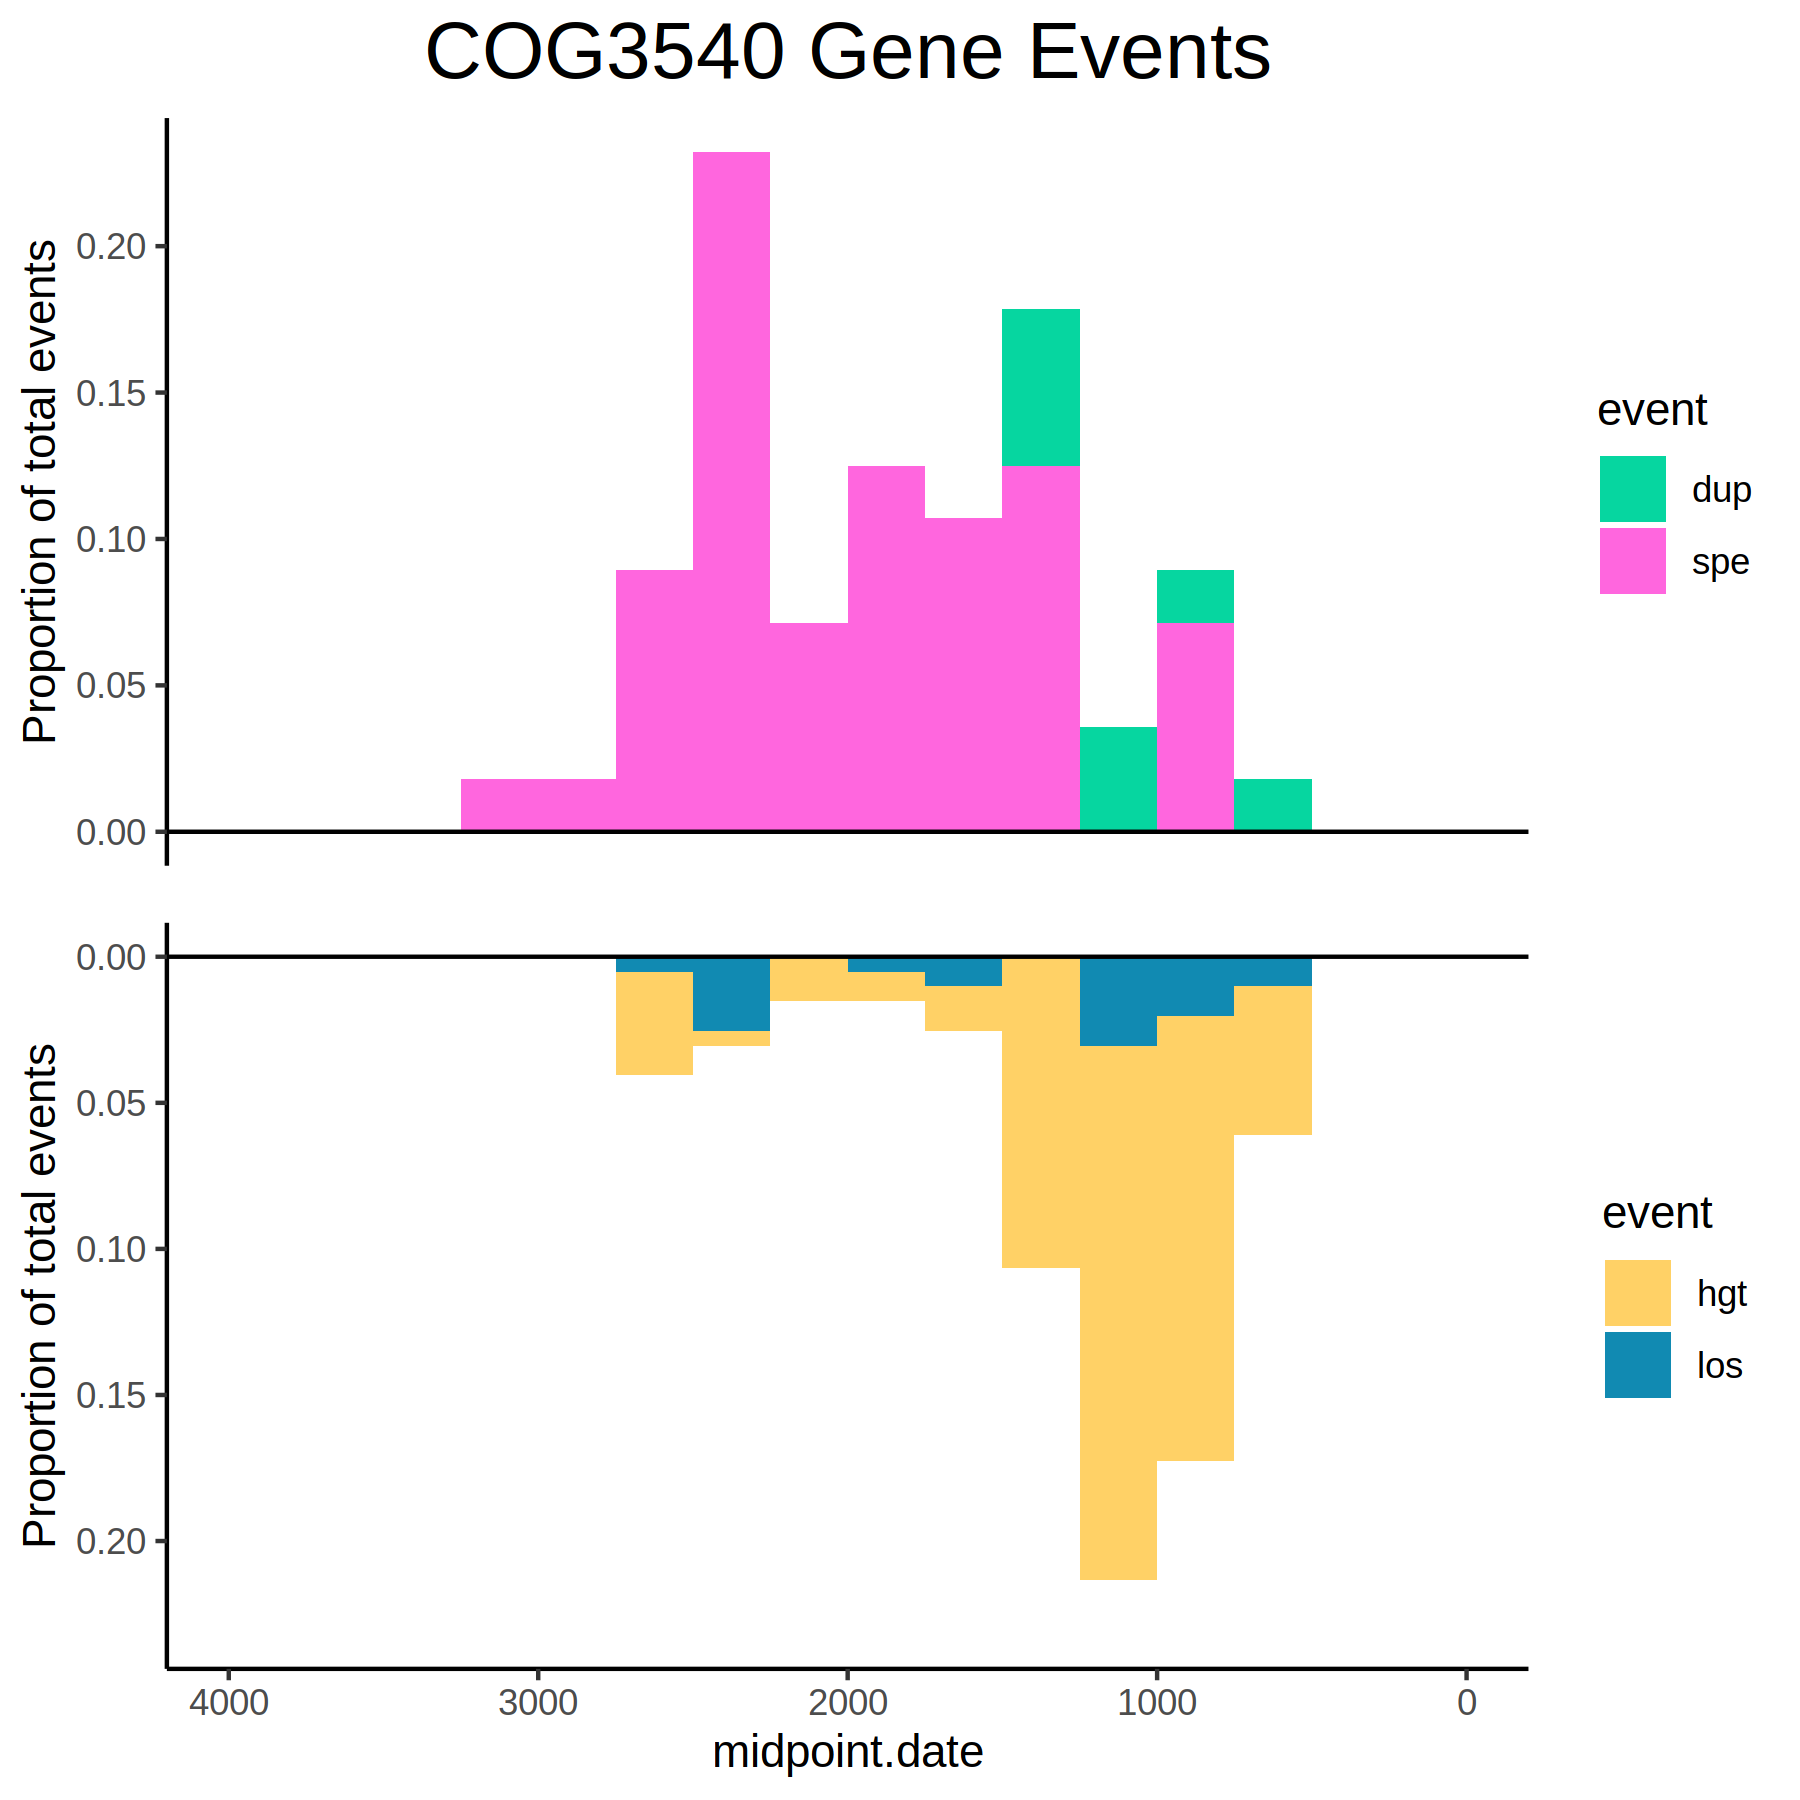 COG3540 Gene Events
Proportion of total events
0.20
0.15
0.10
0.05
0.00
event
dup
spe
Proportion of total events
0.00
0.05
0.10
0.15
0.20
event
hgt
los
4000 3000 2000 1000 0
midpoint.date